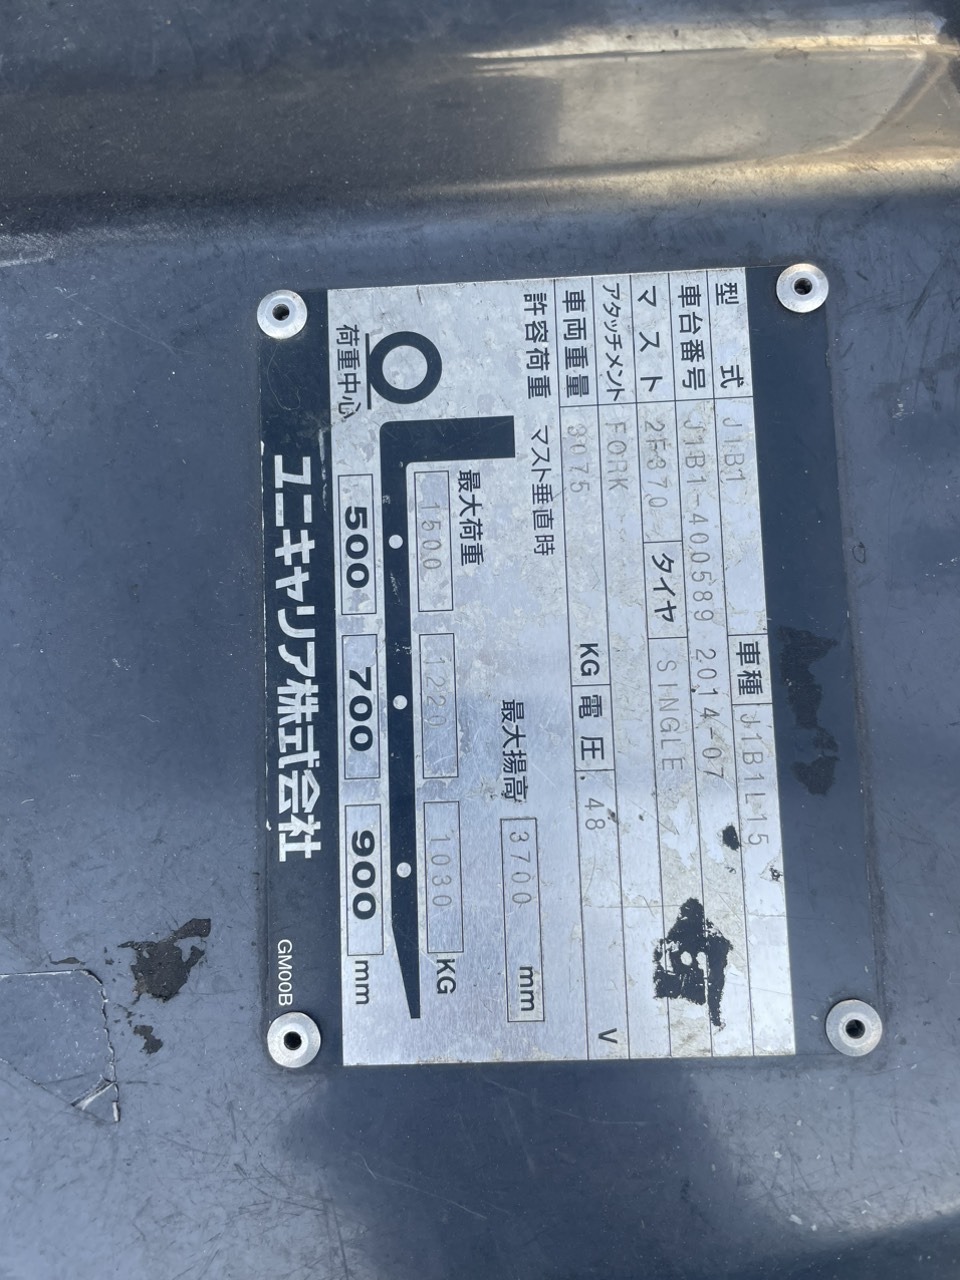 型式 J1B1 車種 J1B1L15
車台番号 J1B1-400589 2014-07
マスト 2F370 タイヤ SINGLE
アタッチメント FORK
車両重量 3075 KG 電圧 48 V
許容荷重 マスト垂直時 最大揚高 3700 mm
最大荷重
1500 1220 1030 KG
荷重中心 500 700 900 mm
ユニキャリア株式会社 GM00B